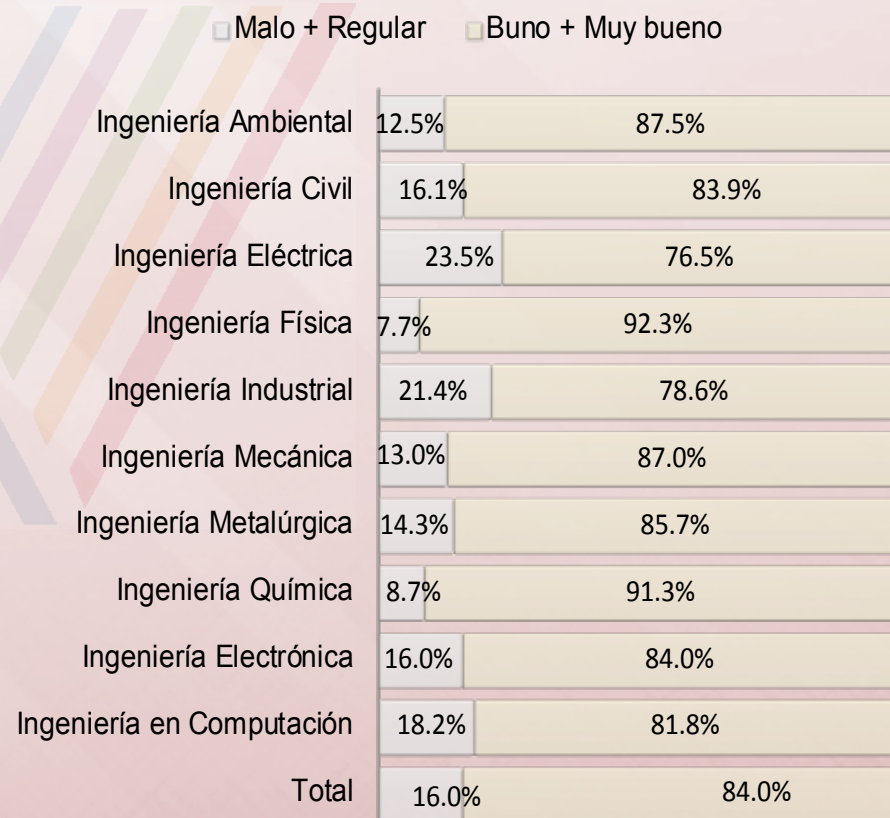 Malo + Regular Buno + Muy bueno
Ingeniería Ambental 12.5% 87.5%
Ingeniería Civil 16.1% 83.9%
Ingeniería Eléctrica 23.5% 76.5%
Ingeniería Física 7.7% 92.3%
Ingeniería Industrial 21.4% 78.6%
Ingeniería Mecánica 13.0% 87.0%
Ingeniería Metalúrgica 14.3% 85.7%
Ingeniería Química 8.7% 91.3%
Ingeniería Electrónica 16.0% 84.0%
Ingeniería en Computación 18.2% 81.8%
Total 16.0% 84.0%